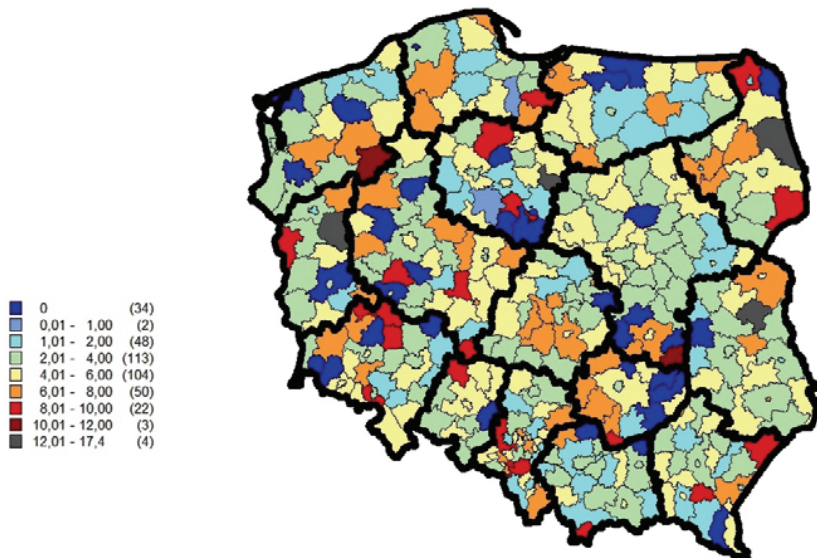 0 (34)
0,01 - 1,00 (2)
1,01 - 2,00 (48)
2,01 - 4,00 (113)
4,01 - 6,00 (104)
6,01 - 8,00 (50)
8,01 - 10,00 (22)
10,01 - 12,00 (3)
12,01 - 17,4 (4)